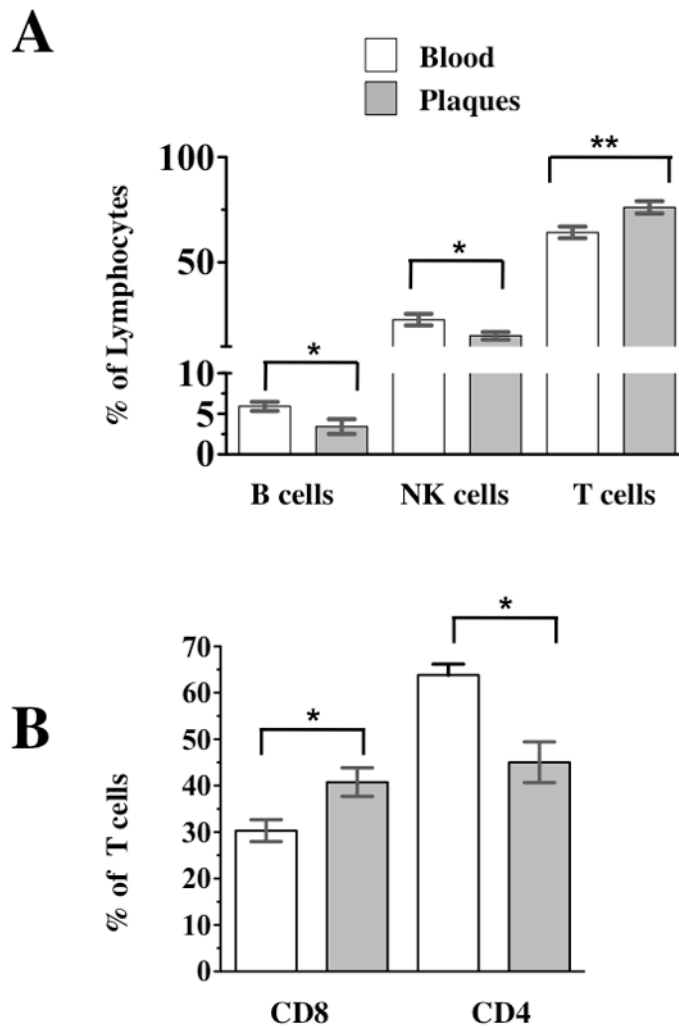 A
Blood
Plaques
% of Lymphocytes
100
50
10
5
0
*
*
**
B cells NK cells T cells
B
% of T cells
70
60
50
40
30
20
10
0
*
*
CD8 CD4